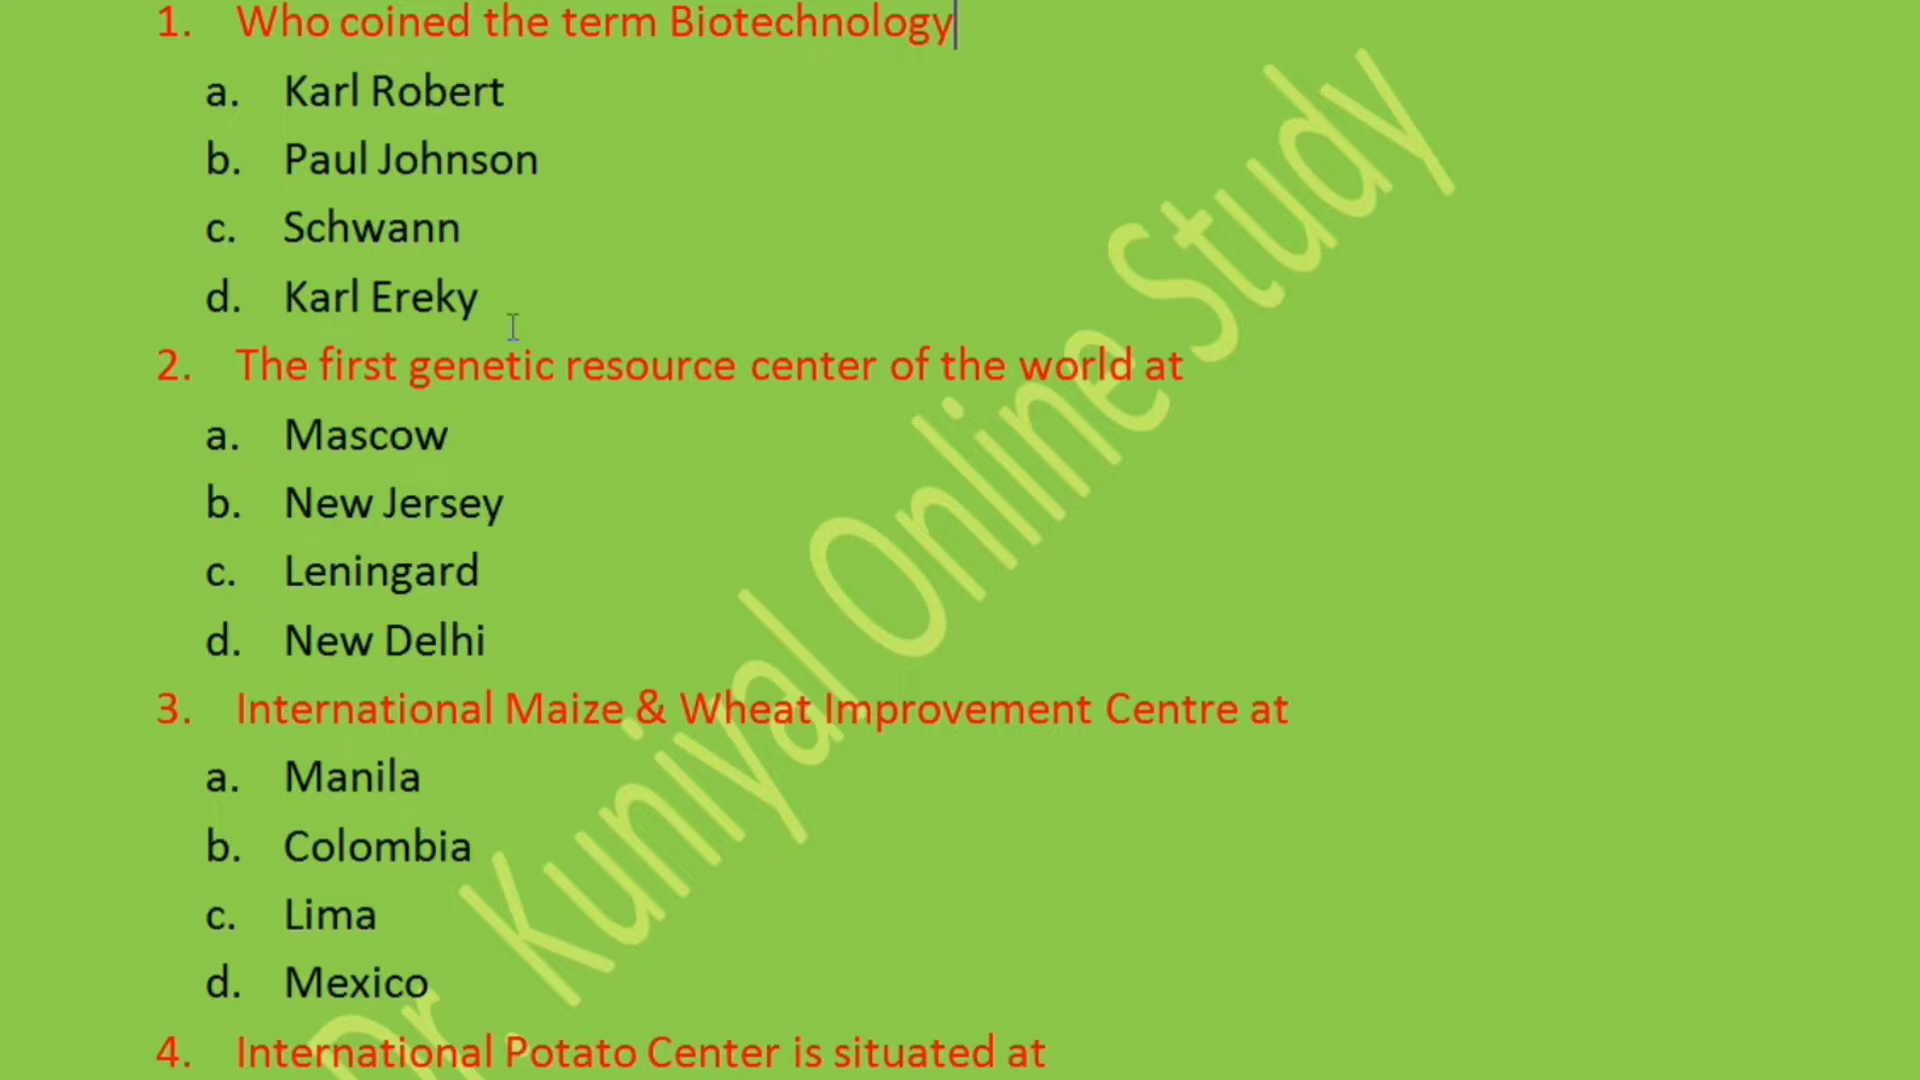 1. Who coined the term Biotechnology
a. Karl Robert
b. Paul Johnson
c. Schwann
d. Karl Ereky
2. The first genetic resource center of the world at
a. Mascow
b. New Jersey
c. Leningard
d. New Delhi
3. International Maize & Wheat Improvement Centre at
a. Manila
b. Colombia
c. Lima
d. Mexico
4. International Potato Center is situated at
Dr. Kuniyal Online Study